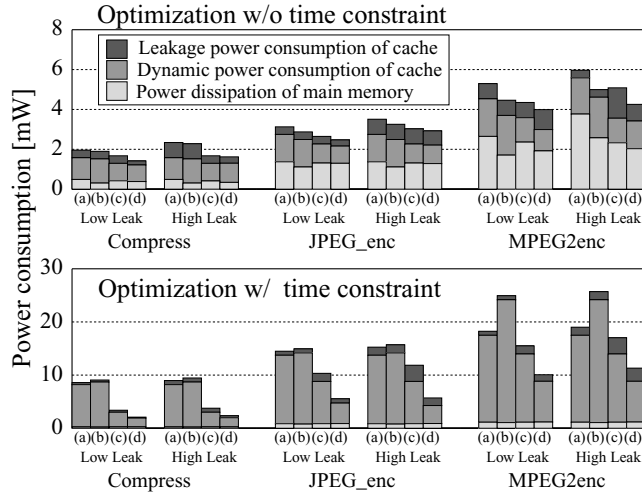 Optimization w/o time constraint
8
Leakage power consumption of cache
Dynamic power consumption of cache
Power dissipation of main memory
6
4
2
0
(a)(b)(c)(d) (a)(b)(c)(d) (a)(b)(c)(d) (a)(b)(c)(d) (a)(b)(c)(d) (a)(b)(c)(d)
Low Leak High Leak Low Leak High Leak Low Leak High Leak
Compress JPEG_enc MPEG2enc
Power consumption [mW]
30
Optimization w/ time constraint
20
10
0
(a)(b)(c)(d) (a)(b)(c)(d) (a)(b)(c)(d) (a)(b)(c)(d) (a)(b)(c)(d) (a)(b)(c)(d)
Low Leak High Leak Low Leak High Leak Low Leak High Leak
Compress JPEG_enc MPEG2enc